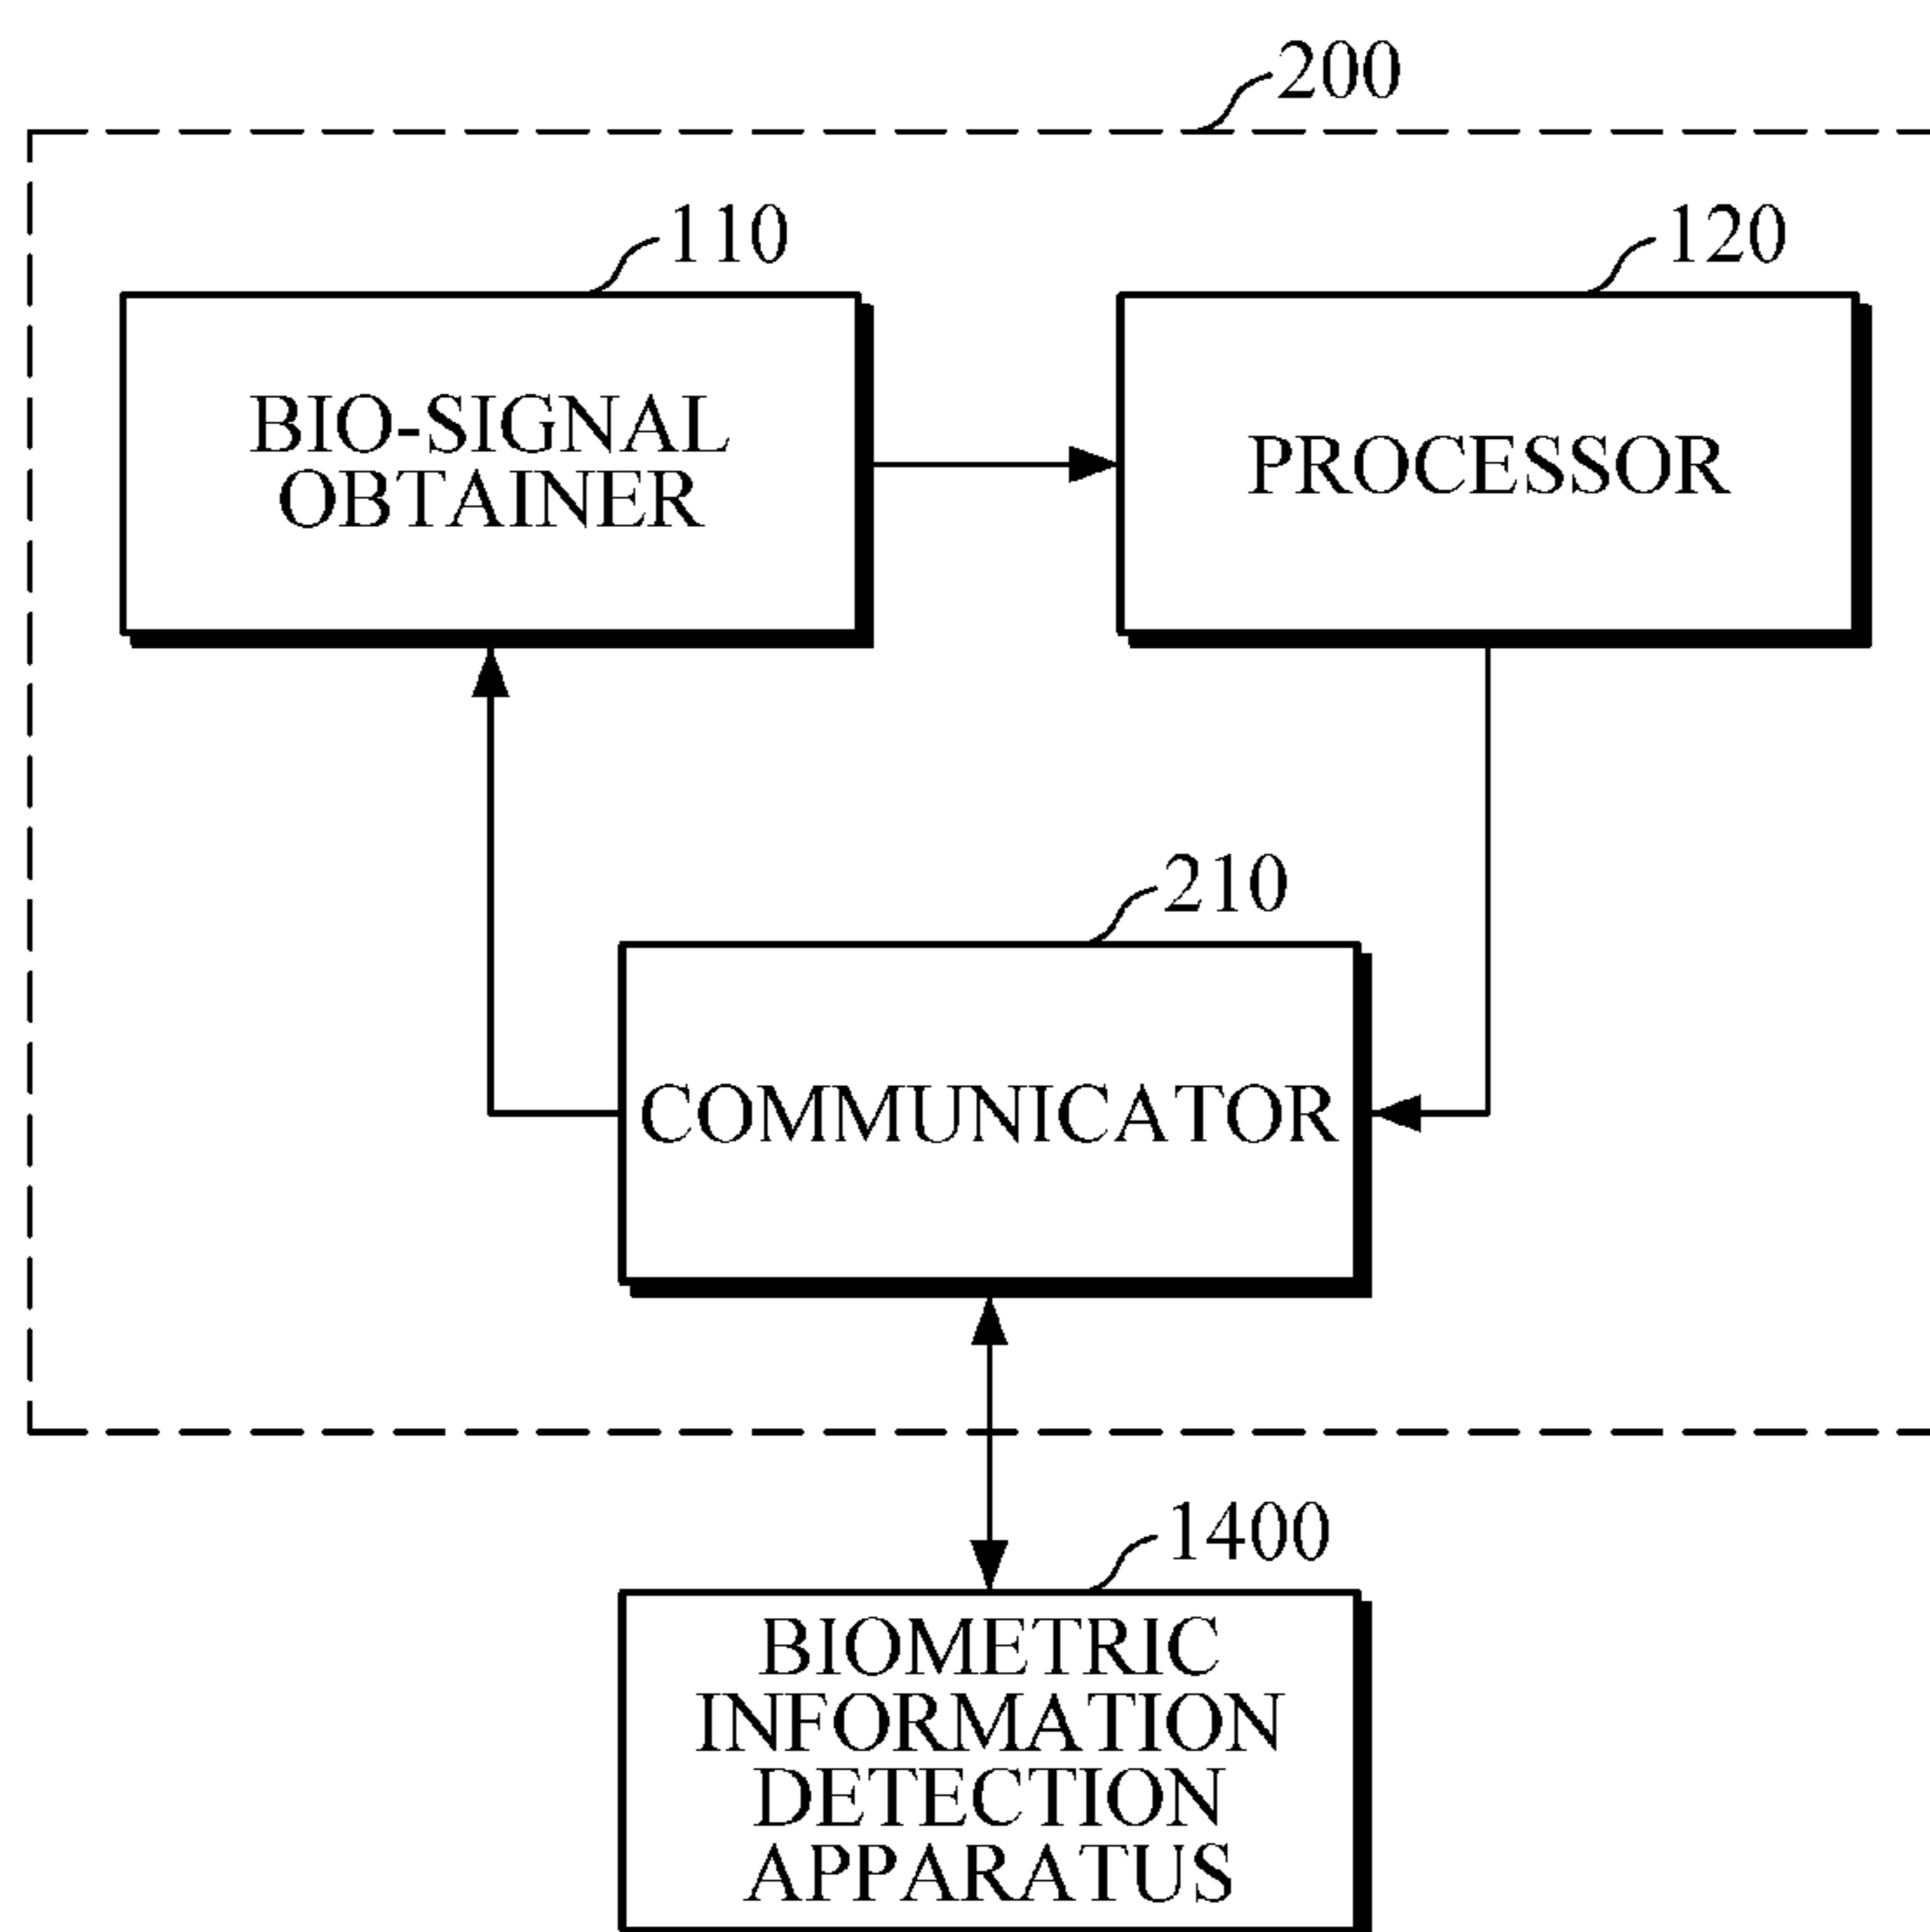 200
110
120
BIO-SIGNAL
OBTAINER
PROCESSOR
210
COMMUNICATOR
1400
BIOMETRIC
INFORMATION
DETECTION
APPARATUS